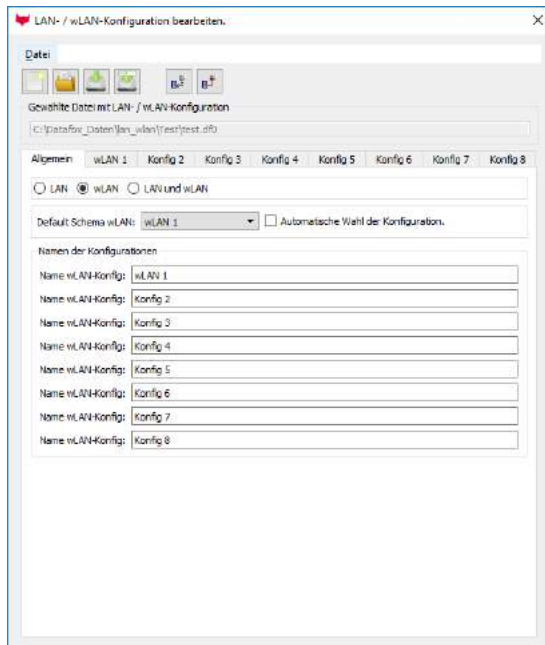 LAN- / wLAN-Konfiguration bearbeiten.
Datei
Gewählte Datei mit LAN- / wLAN-Konfiguration
C:\Datafox_Daten\lan_wlan\Test\test.df0
Allgemein wLAN 1 Konfig 2 Konfig 3 Konfig 4 Konfig 5 Konfig 6 Konfig 7 Konfig 8
LAN wLAN LAN und wLAN
Default Schema wLAN: wLAN 1 Automatische Wahl der Konfiguration.
Namen der Konfigurationen
Name wLAN-Konfig: wLAN 1
Name wLAN-Konfig: Konfig 2
Name wLAN-Konfig: Konfig 3
Name wLAN-Konfig: Konfig 4
Name wLAN-Konfig: Konfig 5
Name wLAN-Konfig: Konfig 6
Name wLAN-Konfig: Konfig 7
Name wLAN-Konfig: Konfig 8